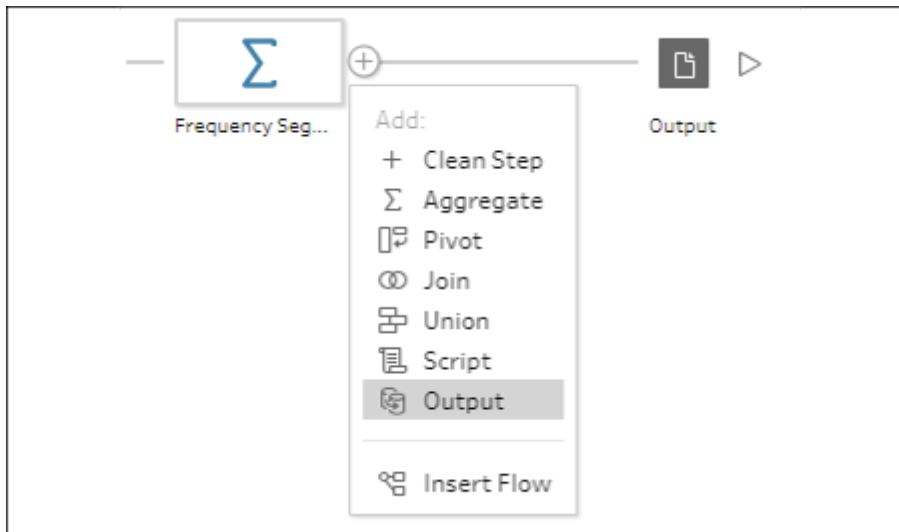 Frequency Seg...
Output
Add:
Clean Step
Aggregate
Pivot
Join
Union
Script
Output
Insert Flow